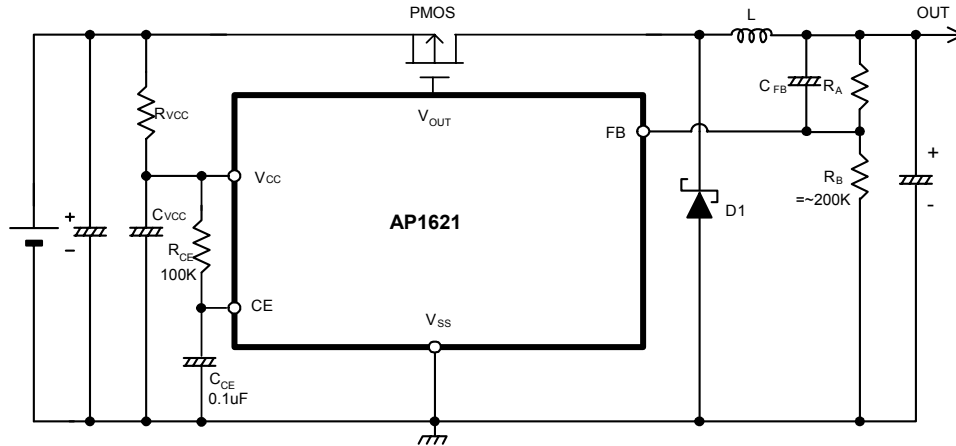 PMOS
L
OUT
RVCC
VOUT
CFB
RA
FB
VCC
RB
=~200K
+
-
CVCC
+
-
AP1621
D1
RCE
100K
CE
VSS
CCE
0.1uF